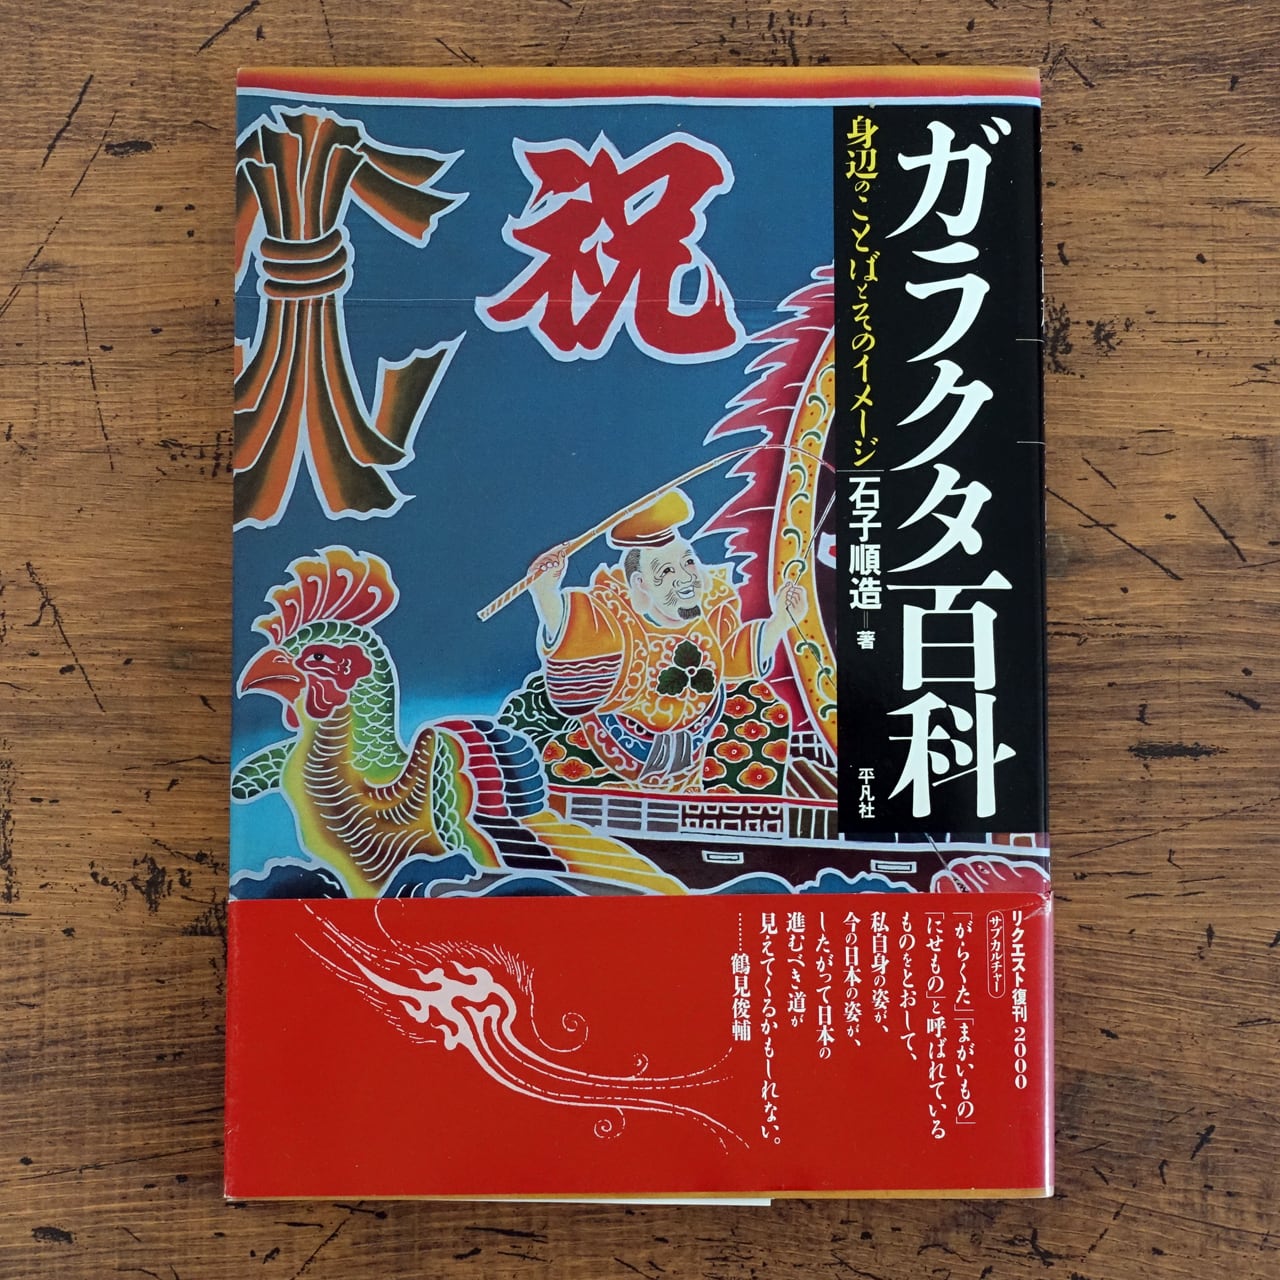 ガラクタ百科
身辺のことばとそのイメージ
石子順造=著
平凡社
祝
リクエスト復刊2000
サブカルチャー
「がらくた」「まがいもの」
「にせもの」と呼ばれている
ものをとおして、
私自身の姿が、
今の日本の姿が、
したがって日本の
進むべき道が
見えてくるかもしれない。
……鶴見俊輔